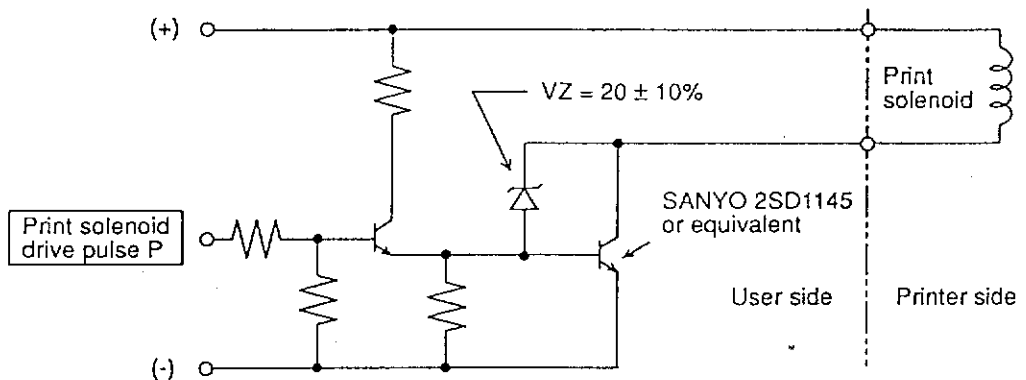 (+)
VZ = 20 ± 10%
Print
solenoid
SANYO 2SD1145
or equivalent
Print solenoid
drive pulse P
User side
Printer side
(-)